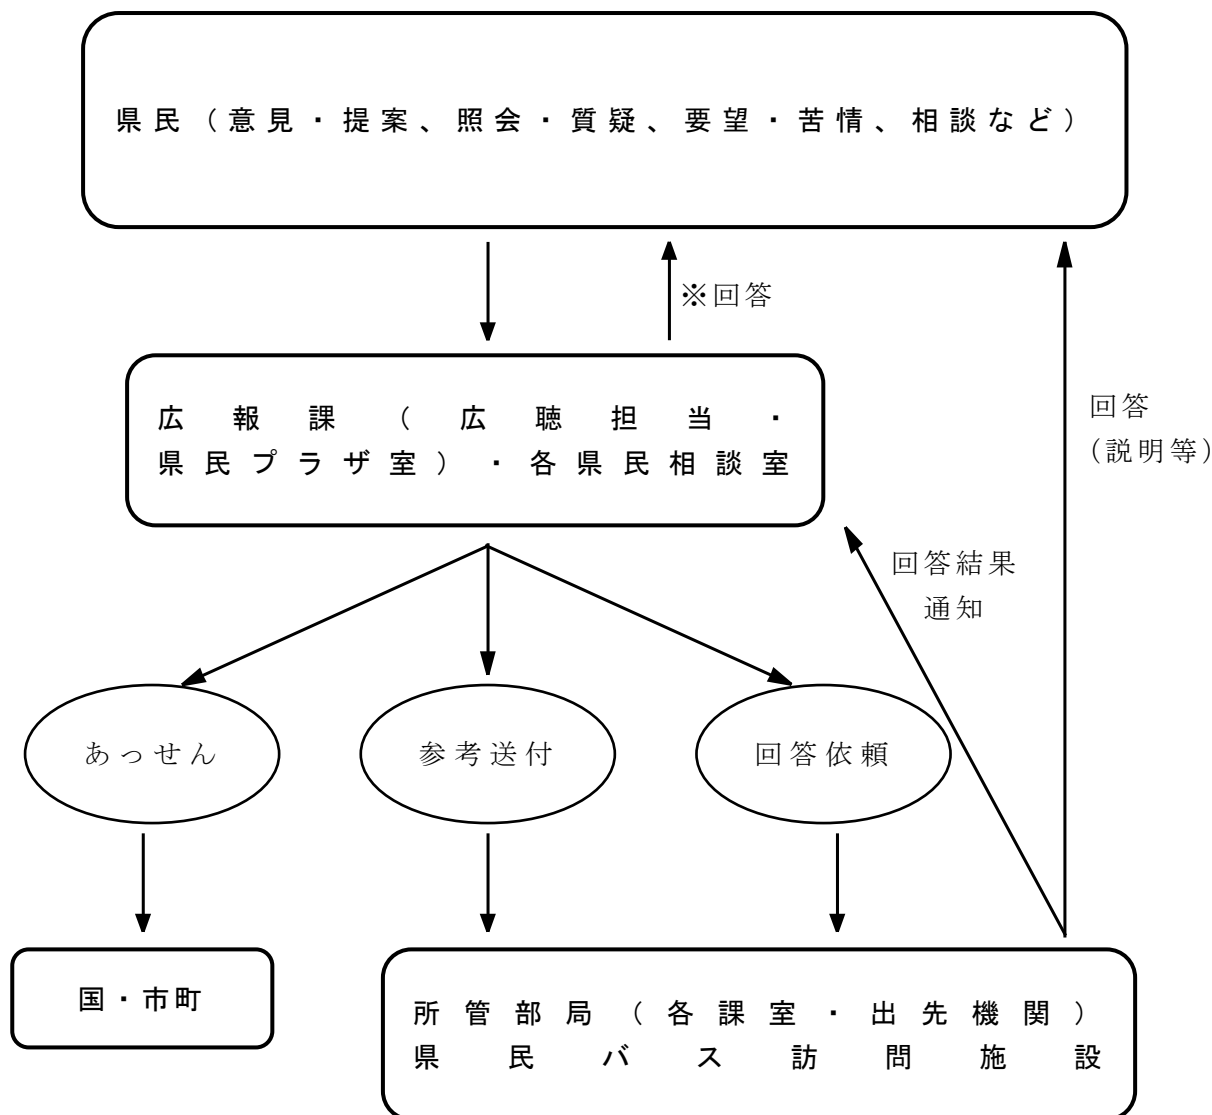 県民（意見・提案、照会・質疑、要望・苦情、相談など）
※回答
広報課（広聴担当・
県民プラザ室）・各県民相談室
回答
（説明等）
回答結果
通知
あっせん
参考送付
回答依頼
国・市町
所管部局（各課室・出先機関）
県民バス訪問施設